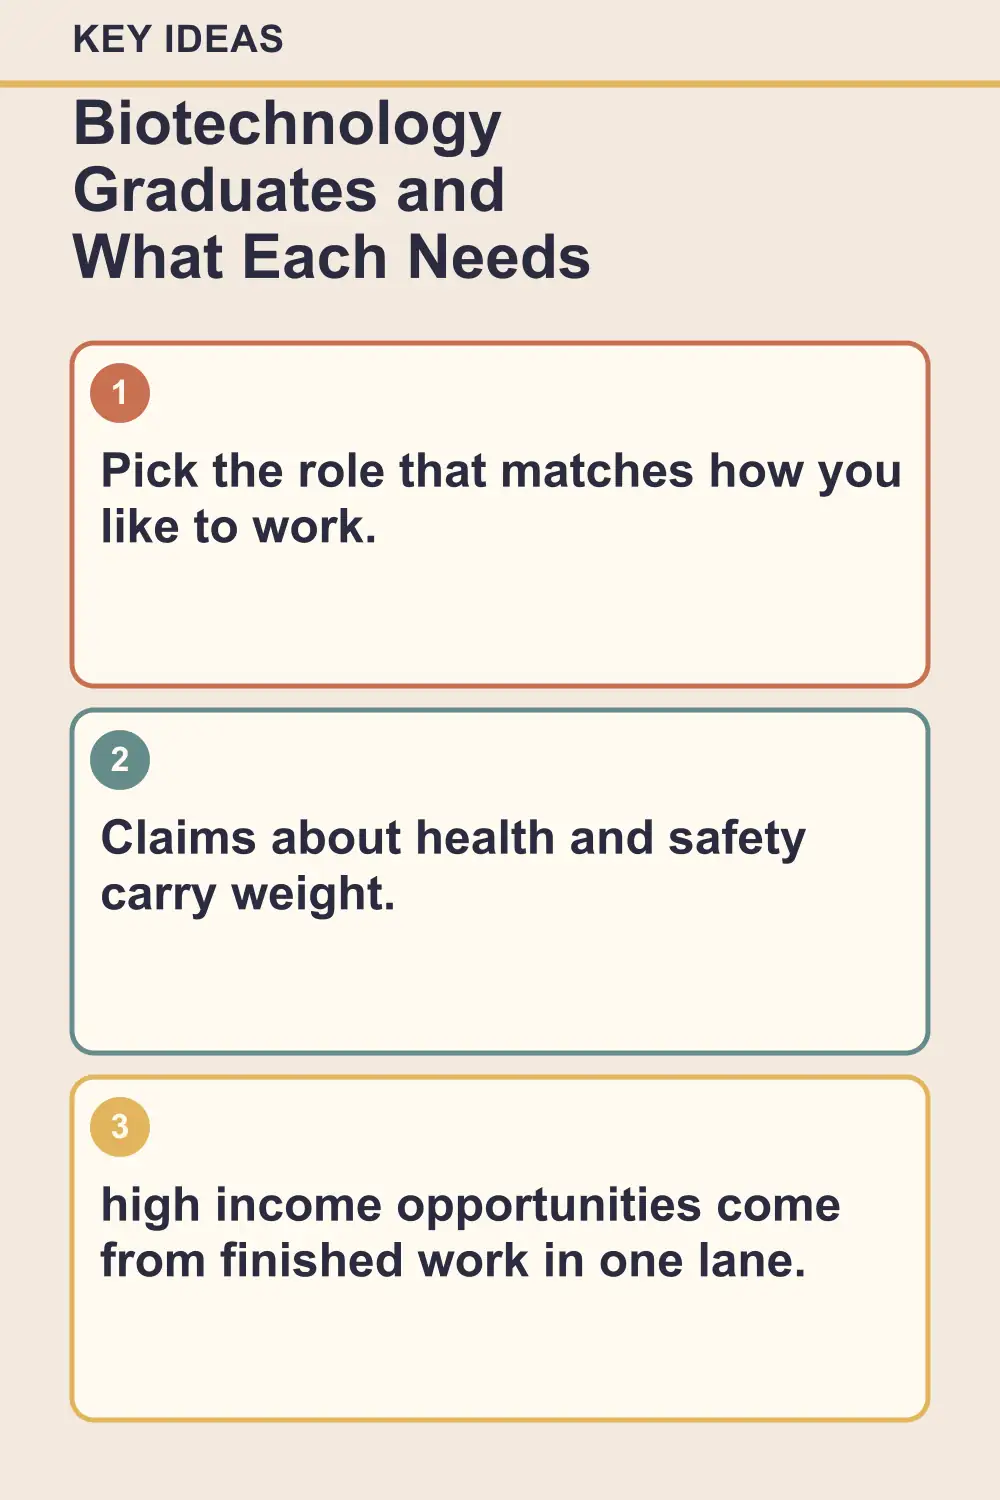 KEY IDEAS
Biotechnology
Graduates and
What Each Needs
1
Pick the role that matches how you
like to work.
2
Claims about health and safety
carry weight.
3
high income opportunities come
from finished work in one lane.